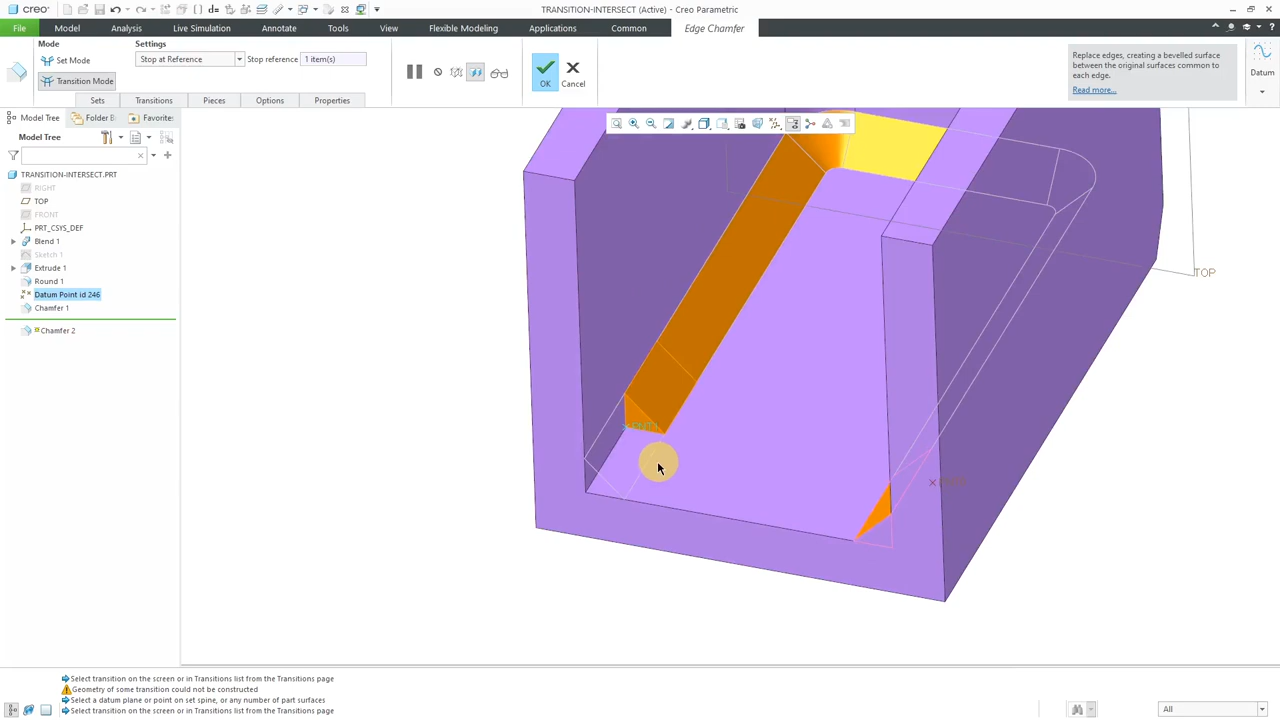 creo
TRANSITION-INTERSECT (Active) - Creo Parametric
File Model Analysis Live Simulation Annotate Tools View Flexible Modeling Applications Common Edge Chamfer
Mode
Settings
Set Mode
Stop at Reference
Stop reference
1 item(s)
Transition Mode
OK
Cancel
Replace edges, creating a bevelled surface
between the original surfaces common to
each edge.
Read more...
Datum
Sets Transitions Pieces Options Properties
Model Tree
Folder B
Favorite:
Model Tree
TRANSITION-INTERSECT.PRT
RIGHT
TOP
FRONT
PRT_CSYS_DEF
Blend 1
Sketch 1
Extrude 1
Round 1
Datum Point id 246
Chamfer 1
Chamfer 2
TOP
Select transition on the screen or in Transitions list from the Transitions page
Geometry of some transition could not be constructed
Select a datum plane or point on set spine, or any number of part surfaces
Select transition on the screen or in Transitions list from the Transitions page
All